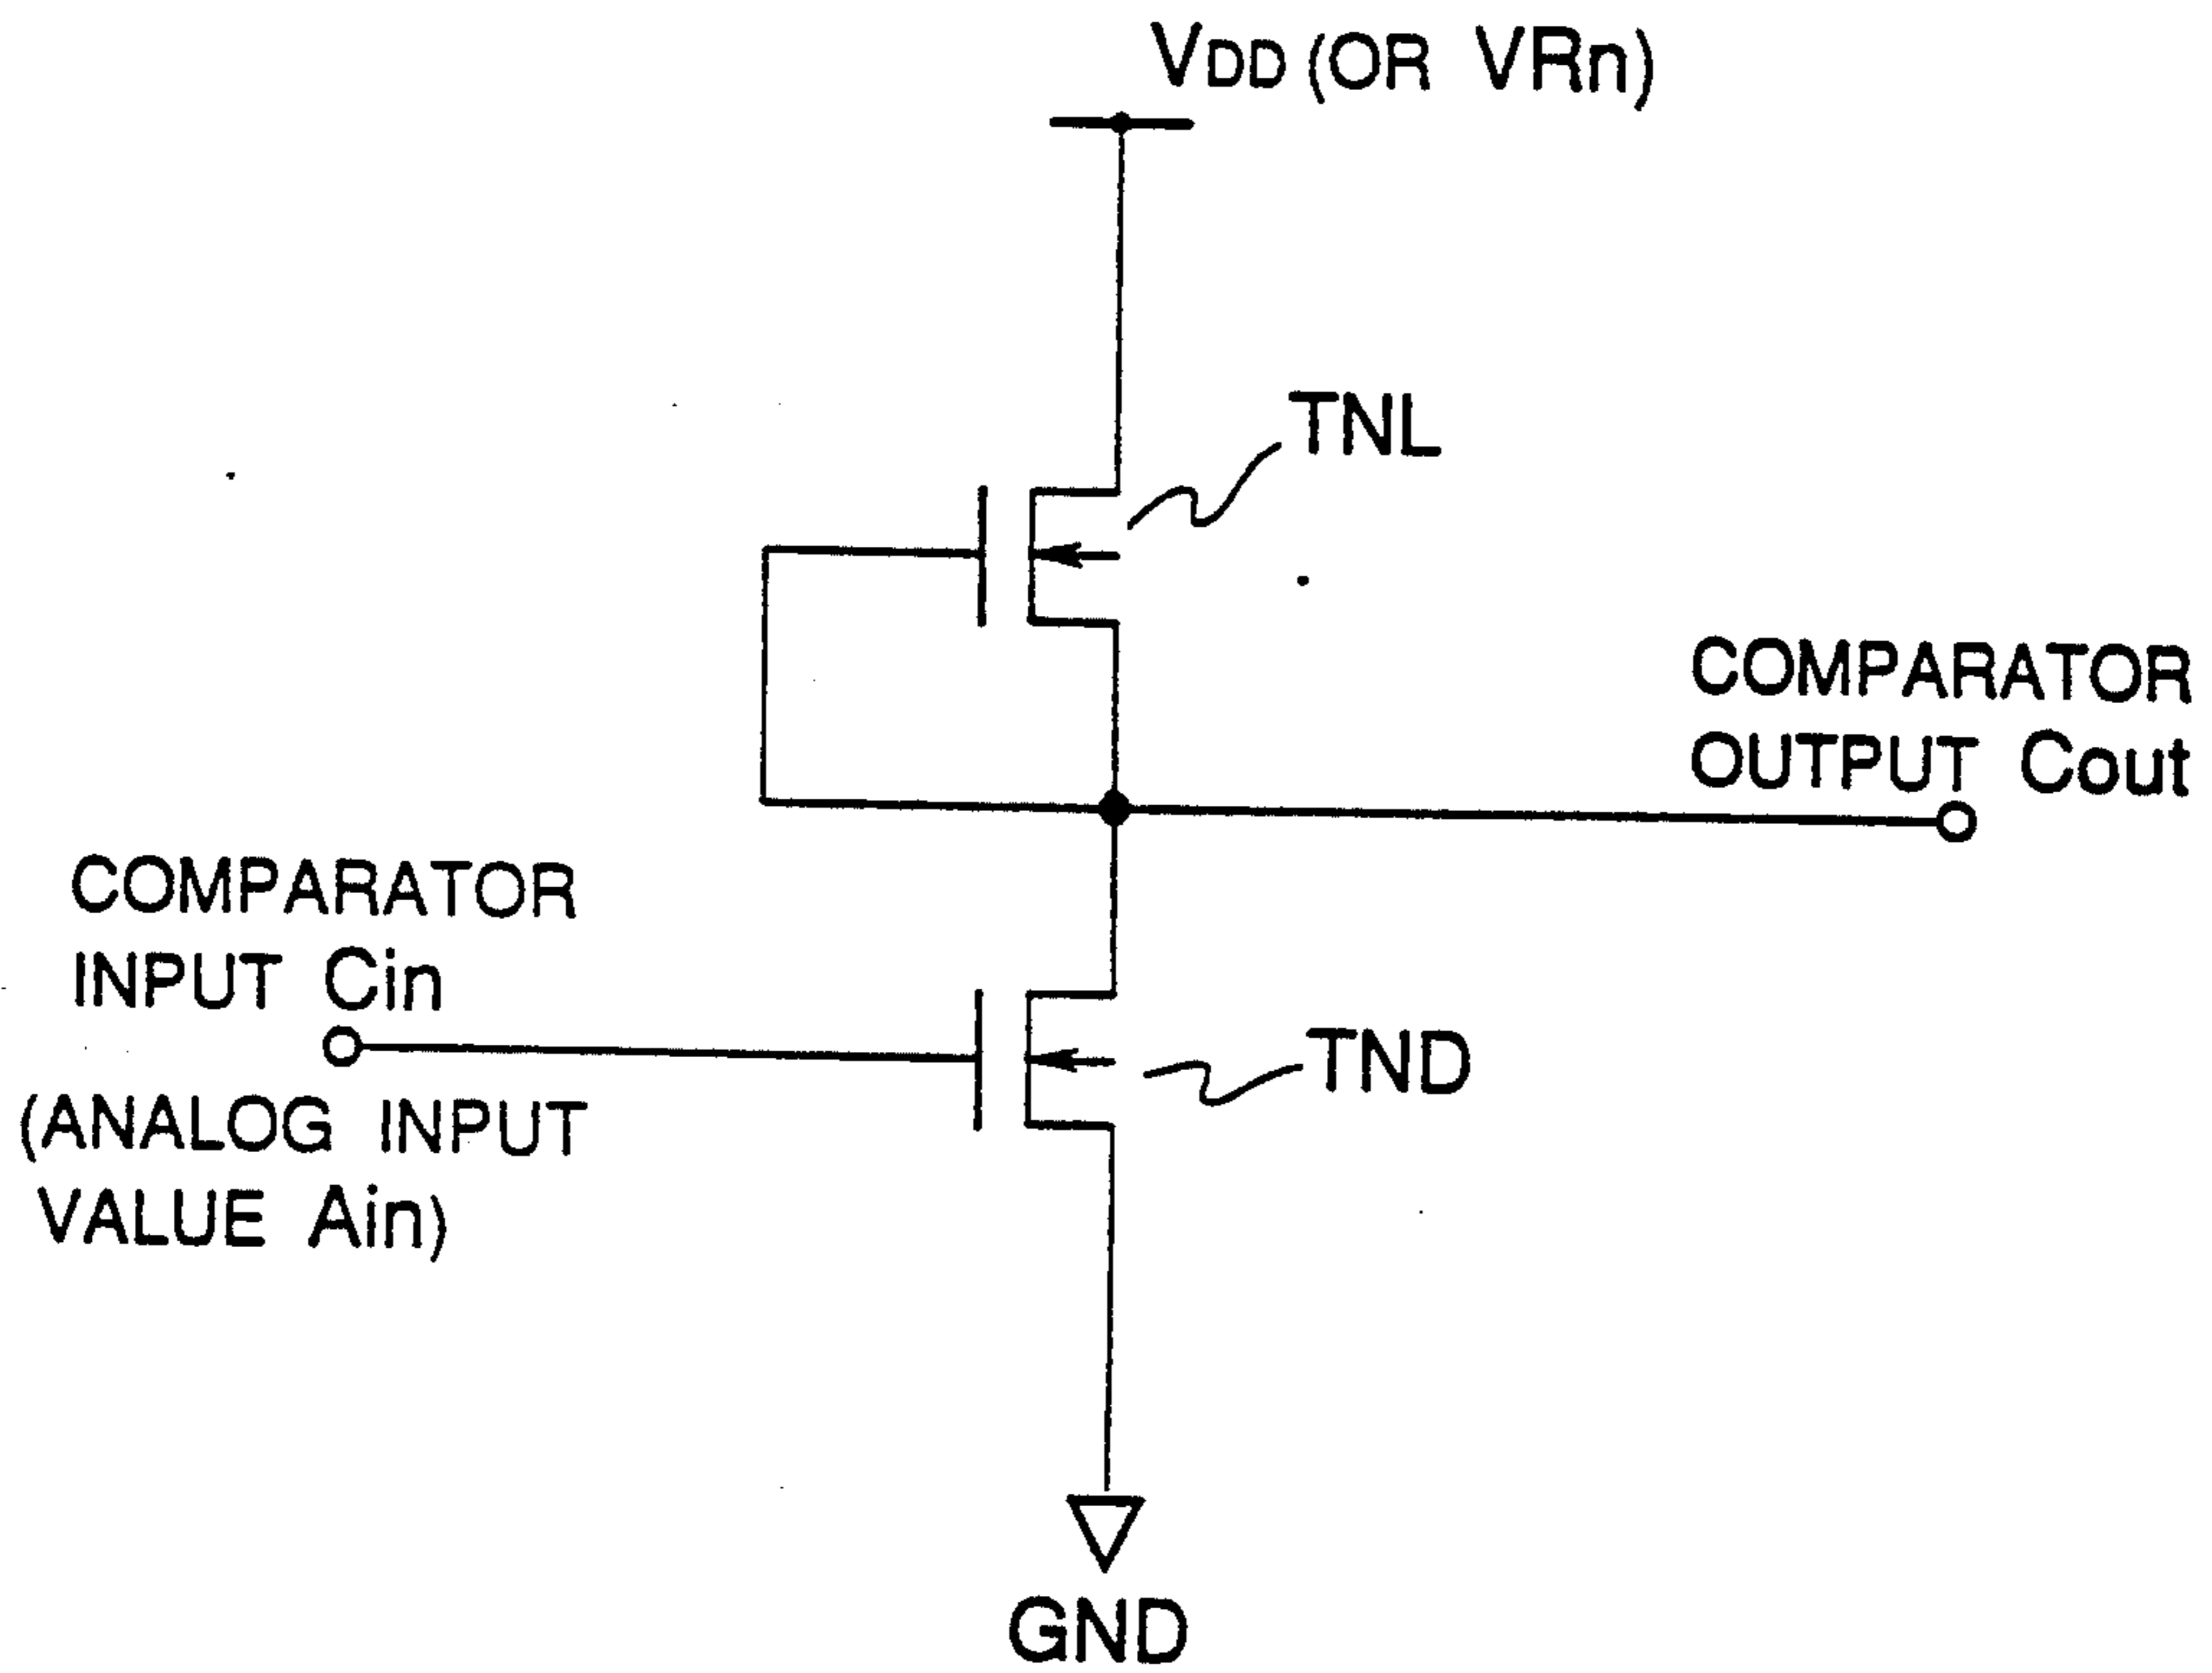 VDD (OR VRn)
TNL
COMPARATOR
OUTPUT Cout
COMPARATOR
INPUT Cin
(ANALOG INPUT
VALUE Ain)
TND
GND